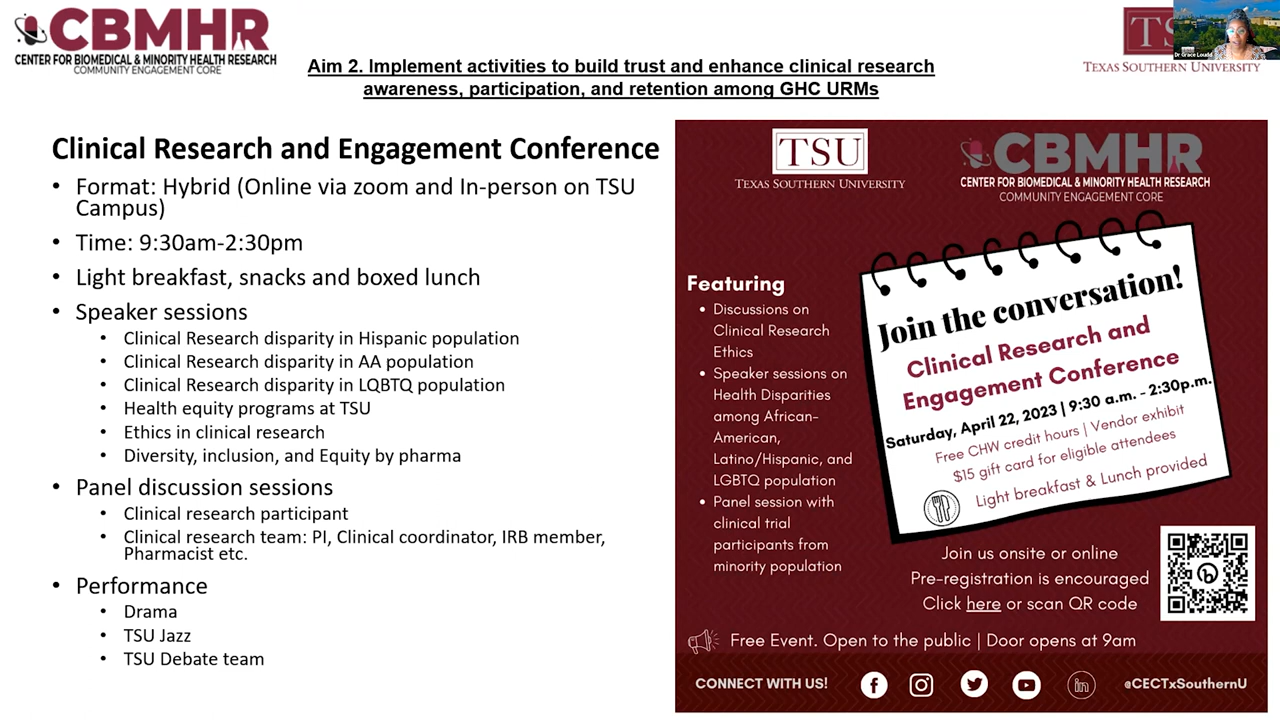 CBMHR
CENTER FOR BIOMEDICAL & MINORITY HEALTH RESEARCH
COMMUNITY ENGAGEMENT CORE
Aim 2. Implement activities to build trust and enhance clinical research
awareness, participation, and retention among GHC URMs
TS
Dr Grace Loudd
TEXAS SOUTHERN UNIVERSITY
Clinical Research and Engagement Conference
• Format: Hybrid (Online via zoom and In-person on TSU
Campus)
• Time: 9:30am-2:30pm
• Light breakfast, snacks and boxed lunch
• Speaker sessions
• Clinical Research disparity in Hispanic population
• Clinical Research disparity in AA population
• Clinical Research disparity in LQBTQ population
• Health equity programs at TSU
• Ethics in clinical research
• Diversity, inclusion, and Equity by pharma
• Panel discussion sessions
• Clinical research participant
• Clinical research team: PI, Clinical coordinator, IRB member,
Pharmacist etc.
• Performance
• Drama
• TSU Jazz
• TSU Debate team
TSU
TEXAS SOUTHERN UNIVERSITY
CBMHR
CENTER FOR BIOMEDICAL & MINORITY HEALTH RESEARCH
COMMUNITY ENGAGEMENT CORE
Featuring
• Discussions on
Clinical Research
Ethics
• Speaker sessions on
Health Disparities
among African-
American,
Latino/Hispanic, and
LGBTQ population
• Panel session with
clinical trial
participants from
minority population
Join the conversation!
Clinical Research and
Engagement Conference
Saturday, April 22, 2023 | 9:30 a.m. - 2:30p.m.
Free CHW credit hours | Vendor exhibit
$15 gift card for eligible attendees
Light breakfast & Lunch provided
Join us onsite or online
Pre-registration is encouraged
Click here or scan QR code
Free Event. Open to the public | Door opens at 9am
CONNECT WITH US!
@CECTxSouthernU